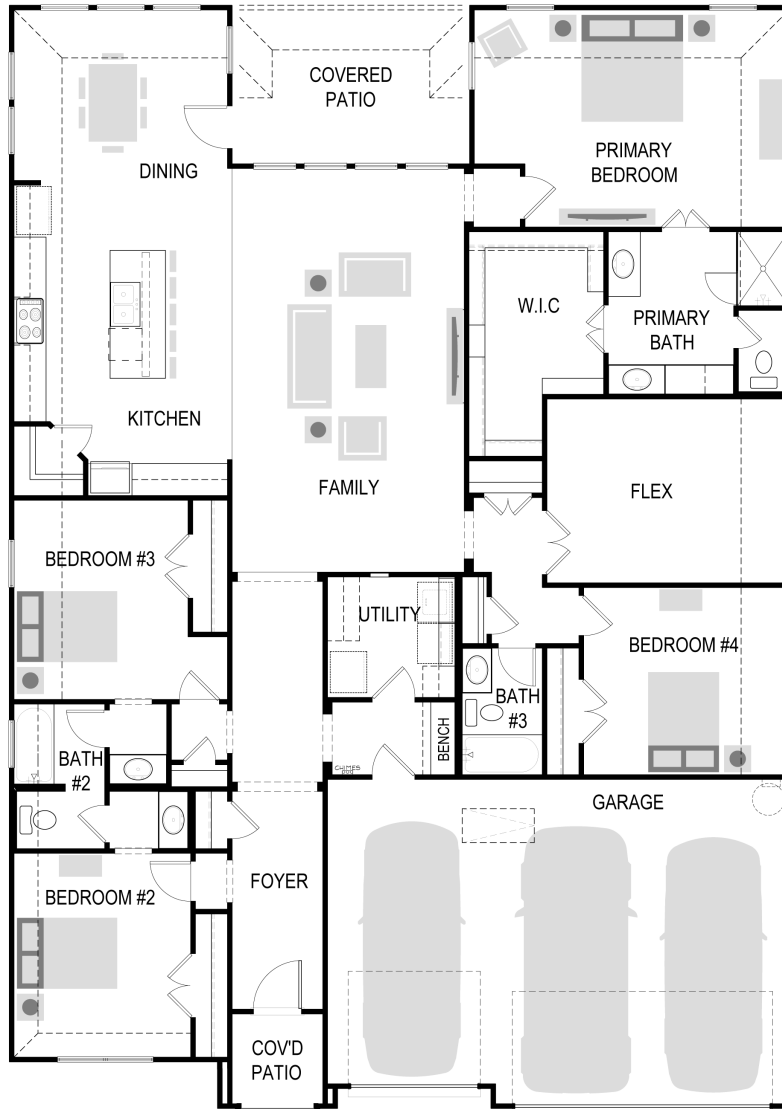 COVERED
PATIO
DINING
PRIMARY
BEDROOM
W.I.C
PRIMARY
BATH
KITCHEN
FAMILY
FLEX
BEDROOM #3
UTILITY
BEDROOM #4
BATH
#3
BATH
#2
BENCH
CHIMES
GARAGE
FOYER
BEDROOM #2
COV'D
PATIO